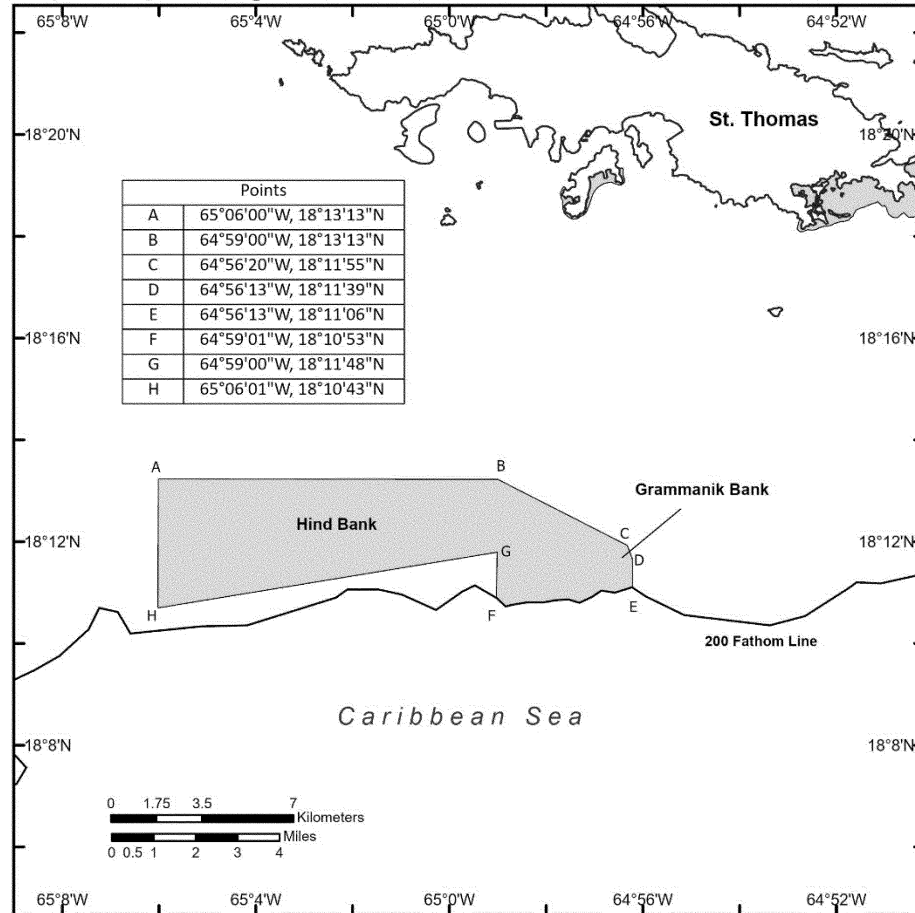 65°8'W 65°4'W 65°0'W 64°56'W 64°52'W
St. Thomas
18°20'N 18°20'N
Points
A 65°06'00"W, 18°13'13"N
B 64°59'00"W, 18°13'13"N
C 64°56'20"W, 18°11'55"N
D 64°56'13"W, 18°11'39"N
E 64°56'13"W, 18°11'06"N
F 64°59'01"W, 18°10'53"N
G 64°59'00"W, 18°11'48"N
H 65°06'01"W, 18°10'43"N
18°16'N 18°16'N
A B
Grammanik Bank
Hind Bank
C
18°12'N 18°12'N
G
D
H F E
200 Fathom Line
Caribbean Sea
18°8'N 18°8'N
0 1.75 3.5 7
Kilometers
Miles
0 0.5 1 2 3 4
65°8'W 65°4'W 65°0'W 64°56'W 64°52'W